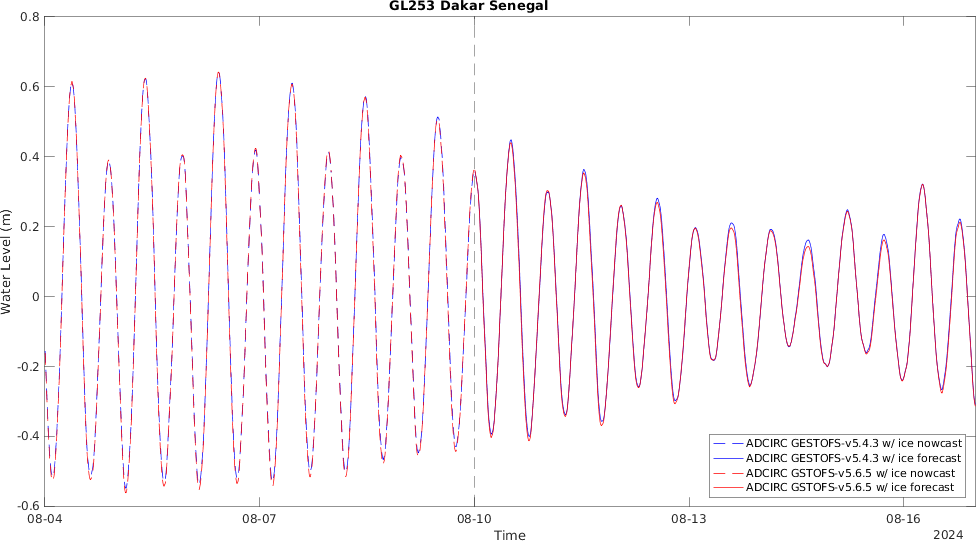 GL253 Dakar Senegal
0.8
0.6
0.4
0.2
0
-0.2
-0.4
-0.6
Water Level (m)
ADCIRC GESTOFS-v5.4.3 w/ ice nowcast
ADCIRC GESTOFS-v5.4.3 w/ ice forecast
ADCIRC GSTOFS-v5.6.5 w/ ice nowcast
ADCIRC GSTOFS-v5.6.5 w/ ice forecast
08-04 08-07 08-10 08-13 08-16
Time
2024